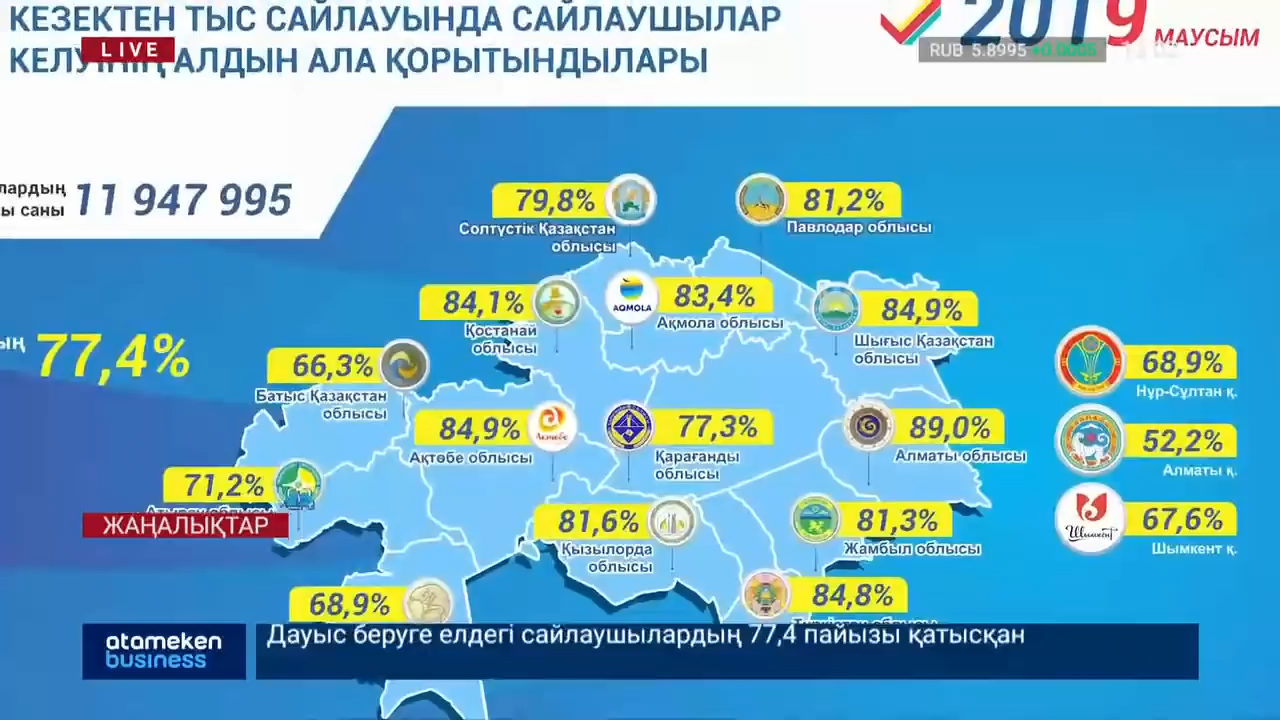 КЕЗЕКТЕН ТЫС САЙЛАУЫНДА САЙЛАУШЫЛАР
АЛДЫН АЛА ҚОРЫТЫНДЫЛАРЫ
LIVE
2019
МАУСЫМ
RUB 5.8995 +0.0005
11 947 995
саны
77,4%
79,8%
Солтүстік Қазақстан
облысы
81,2%
Павлодар облысы
84,1%
Қостанай
облысы
AQMOLA
83,4%
Ақмола облысы
84,9%
Шығыс Қазақстан
облысы
66,3%
Батыс Қазақстан
облысы
84,9%
Ақтөбе облысы
Ақтөбе
77,3%
Қарағанды
облысы
89,0%
Алматы облысы
68,9%
Нұр-Сұлтан қ.
52,2%
Алматы қ.
Шымкент
67,6%
Шымкент қ.
71,2%
81,6%
Қызылорда
облысы
81,3%
Жамбыл облысы
68,9%
84,8%
ЖАҢАЛЫҚТАР
atameken
business
Дауыс беруге елдегі сайлаушылардың 77,4 пайызы қатысқан